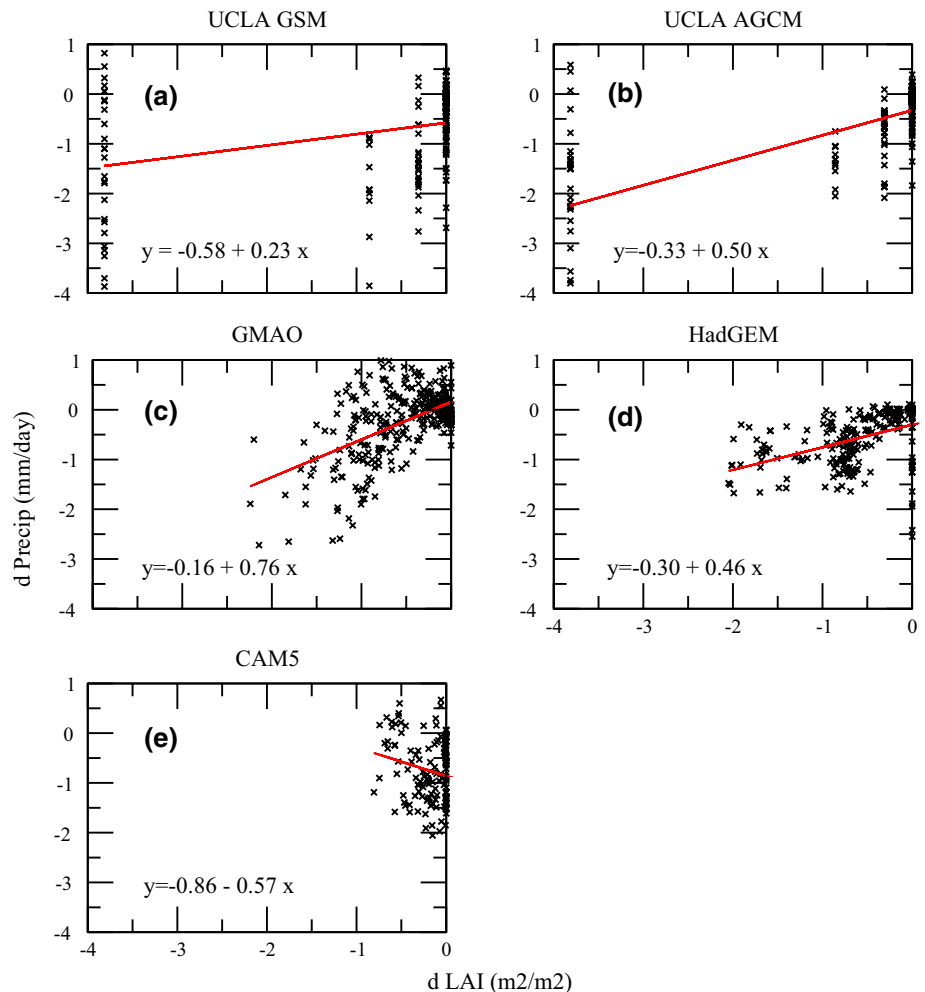 UCLA GSM
1
0
-1
-2
-3
-4
(a)
y = -0.58 + 0.23 x
UCLA AGCM
1
0
-1
-2
-3
-4
(b)
y=-0.33 + 0.50 x
GMAO
1
0
-1
-2
-3
-4
(c)
y=-0.16 + 0.76 x
d Precip (mm/day)
HadGEM
1
0
-1
-2
-3
-4
(d)
y=-0.30 + 0.46 x
-4 -3 -2 -1 0
CAM5
1
0
-1
-2
-3
-4
(e)
y=-0.86 - 0.57 x
-4 -3 -2 -1 0
d LAI (m2/m2)